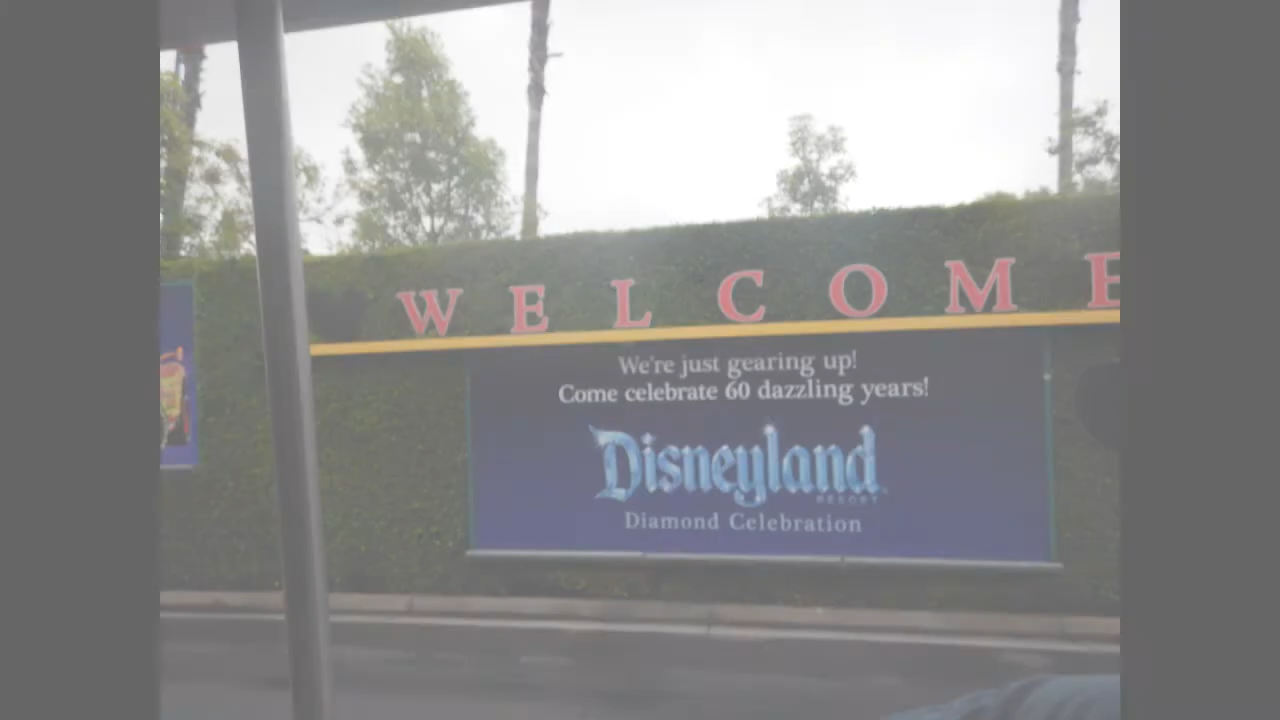 WELCOME
We're just gearing up!
Come celebrate 60 dazzling years!
Disneyland
RESORT
Diamond Celebration